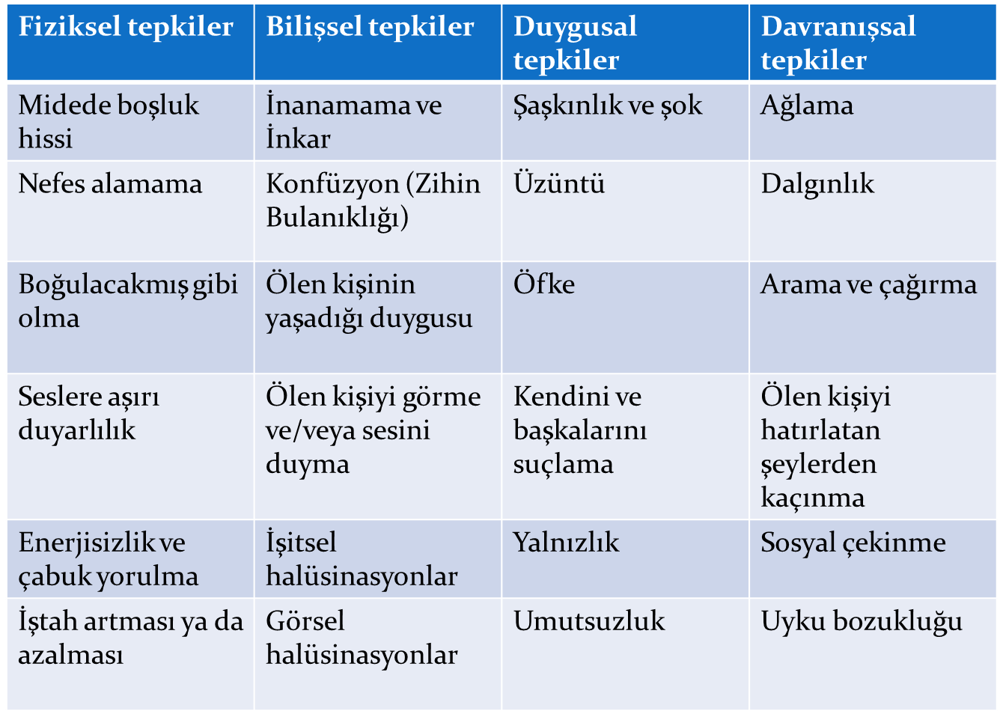 Fiziksel tepkiler
Bilişsel tepkiler
Duygusal
tepkiler
Davranışsal
tepkiler
Midede boşluk
hissi
İnanamama ve
İnkar
Şaşkınlık ve şok
Ağlama
Nefes alamama
Konfüzyon (Zihin
Bulanıklığı)
Üzüntü
Dalgınlık
Boğulacakmış gibi
olma
Ölen kişinin
yaşadığı duygusu
Öfke
Arama ve çağırma
Seslere aşırı
duyarlılık
Ölen kişiyi görme
ve/veya sesini
duyma
Kendini ve
başkalarını
suçlama
Ölen kişiyi
hatırlatan
şeylerden
kaçınma
Enerjisizlik ve
çabuk yorulma
İşitsel
halüsinasyonlar
Yalnızlık
Sosyal çekinme
İştah artması ya da
azalması
Görsel
halüsinasyonlar
Umutsuzluk
Uyku bozukluğu